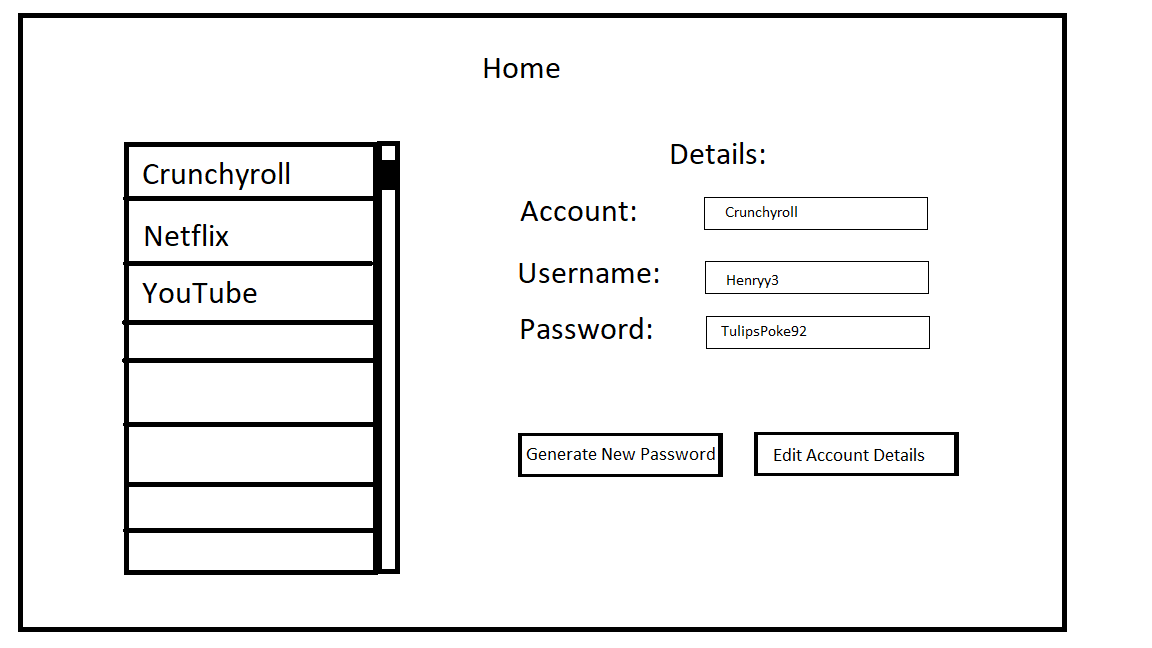 Home
Crunchyroll
Netflix
YouTube
Details:
Account: Crunchyroll
Username: Henryy3
Password: TulipsPoke92
Generate New Password
Edit Account Details